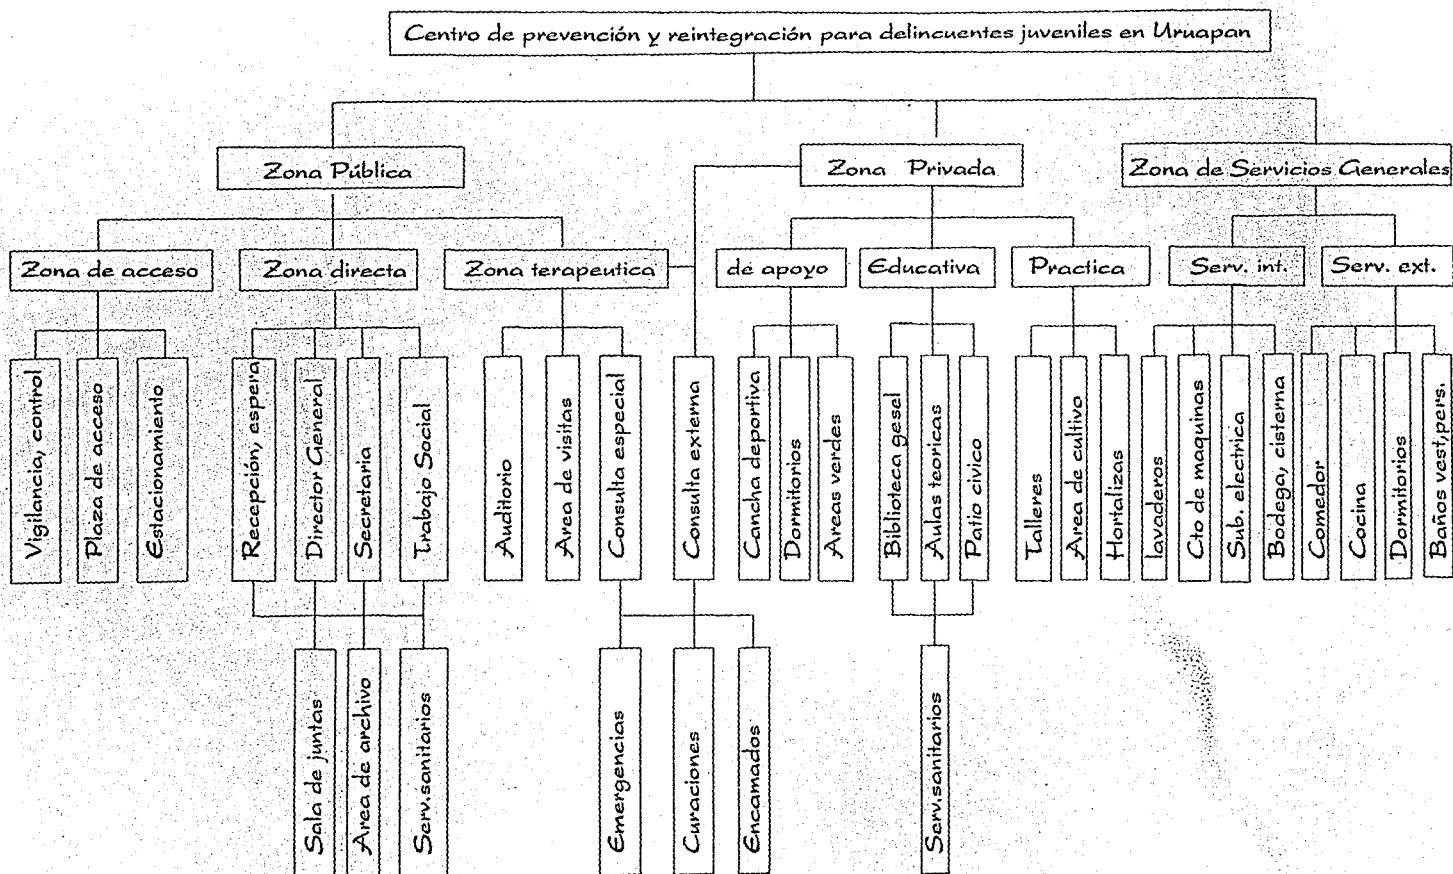 Centro de prevención y reintegración para delincuentes juveniles en Uruapan
Zona Pública
Zona Privada
Zona de Servicios Generales
Zona de acceso
Zona directa
Zona terapeutica
de apoyo
Educativa
Practica
Serv. int.
Serv. ext.
Vigilancia, control
Plaza de acceso
Estacionamiento
Recepción, espera
Director General
Secretaria
Trabajo Social
Auditorio
Area de visitas
Consulta especial
Consulta externa
Cancha deportiva
Dormitorios
Areas verdes
Biblioteca gesel
Aulas teoricas
Patio civico
Talleres
Area de cultivo
Hortalizas
lavaderos
Cto de maquinas
Sub. electrica
Bodega, cisterna
Comedor
Cocina
Dormitorios
Baños vest,pers.
Sala de juntas
Area de archivo
Serv.sanitarios
Emergencias
Curaciones
Encamados
Serv.sanitarios